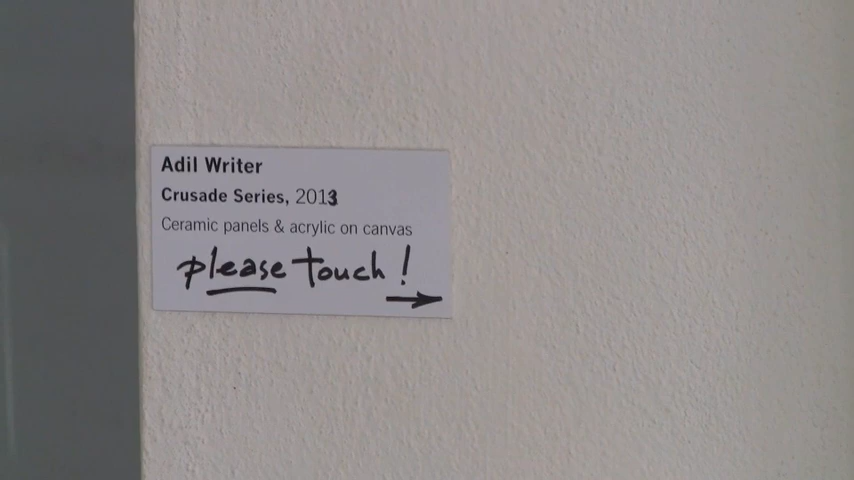 Adil Writer
Crusade Series, 2013
Ceramic panels & acrylic on canvas
please touch!